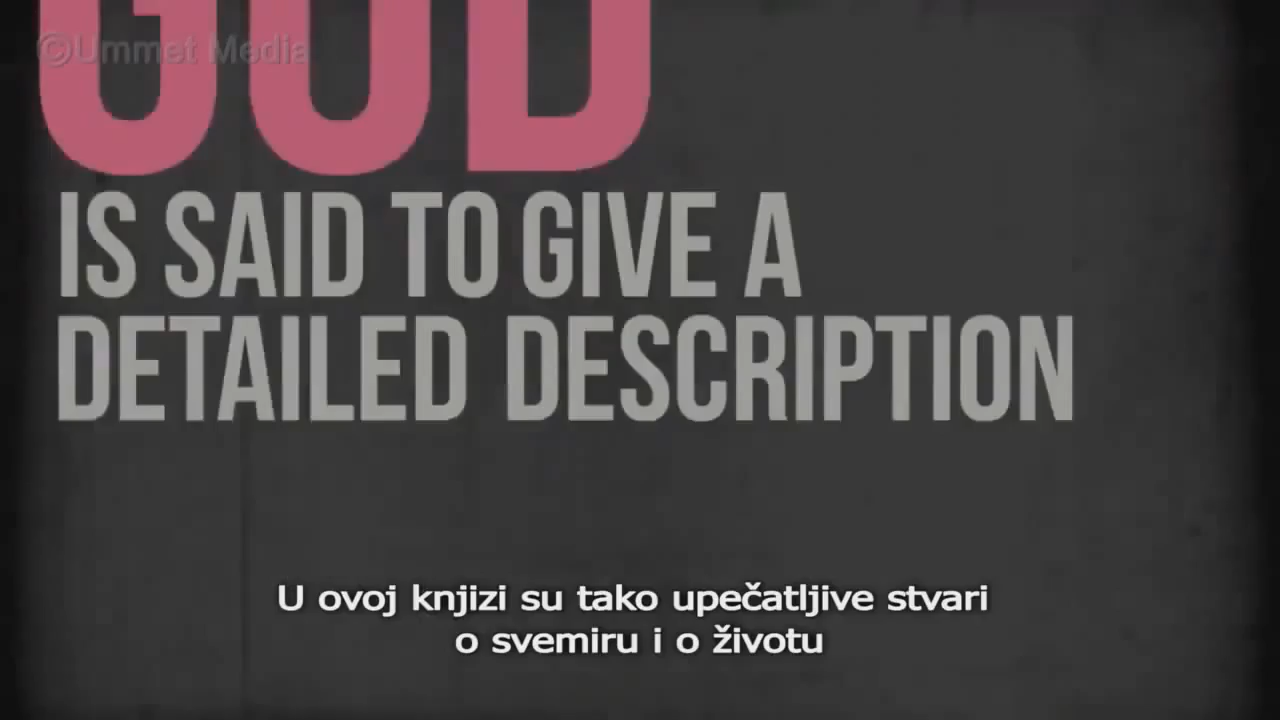 ©Ummet Media
GOD
IS SAID TO GIVE A
DETAILED DESCRIPTION
U ovoj knjizi su tako upečatljive stvari
o svemiru i o životu